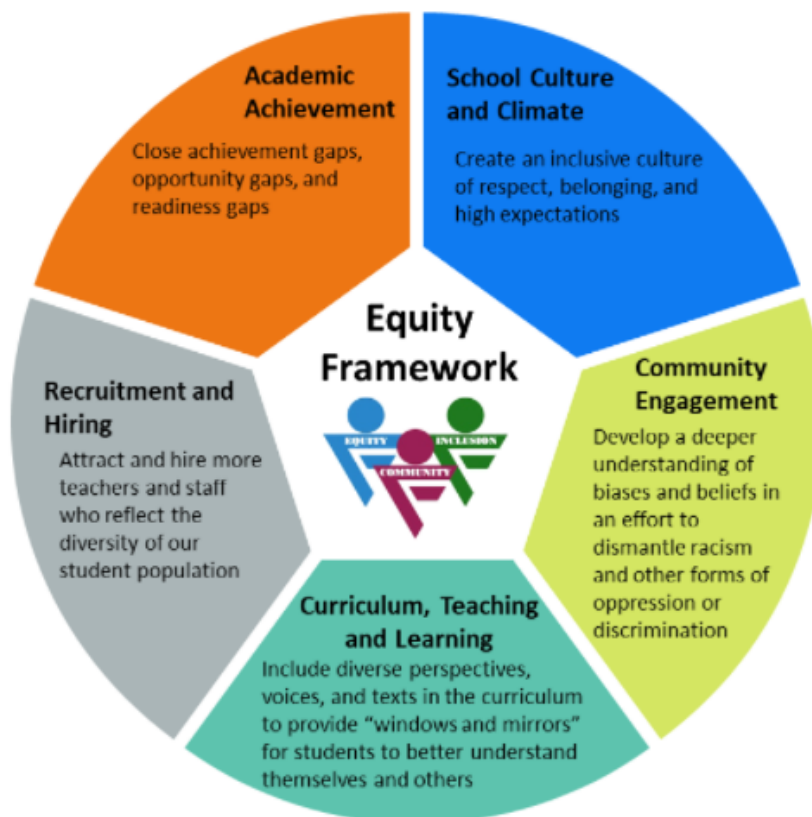 Academic
Achievement
Close achievement gaps,
opportunity gaps, and
readiness gaps
School Culture
and Climate
Create an inclusive culture
of respect, belonging, and
high expectations
Equity
Framework
EQUITY
INCLUSION
COMMUNITY
Recruitment and
Hiring
Attract and hire more
teachers and staff
who reflect the
diversity of our
student population
Community
Engagement
Develop a deeper
understanding of
biases and beliefs in
an effort to
dismantle racism
and other forms of
oppression or
discrimination
Curriculum, Teaching
and Learning
Include diverse perspectives,
voices, and texts in the curriculum
to provide “windows and mirrors”
for students to better understand
themselves and others